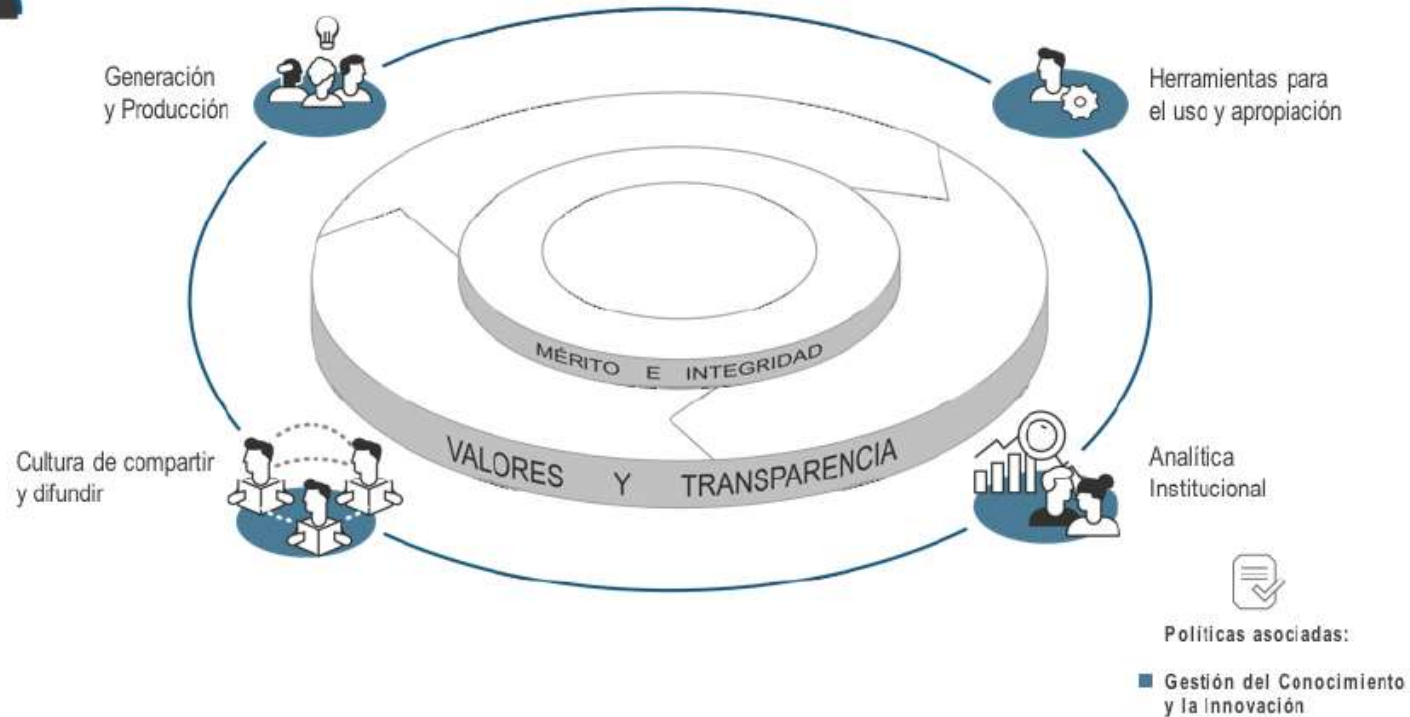 Generación
y Producción
Herramientas para
el uso y apropiación
MÉRITO E INTEGRIDAD
VALORES Y TRANSPARENCIA
Cultura de compartir
y difundir
Analítica
Institucional
Políticas asociadas:
Gestión del Conocimiento
y la Innovación